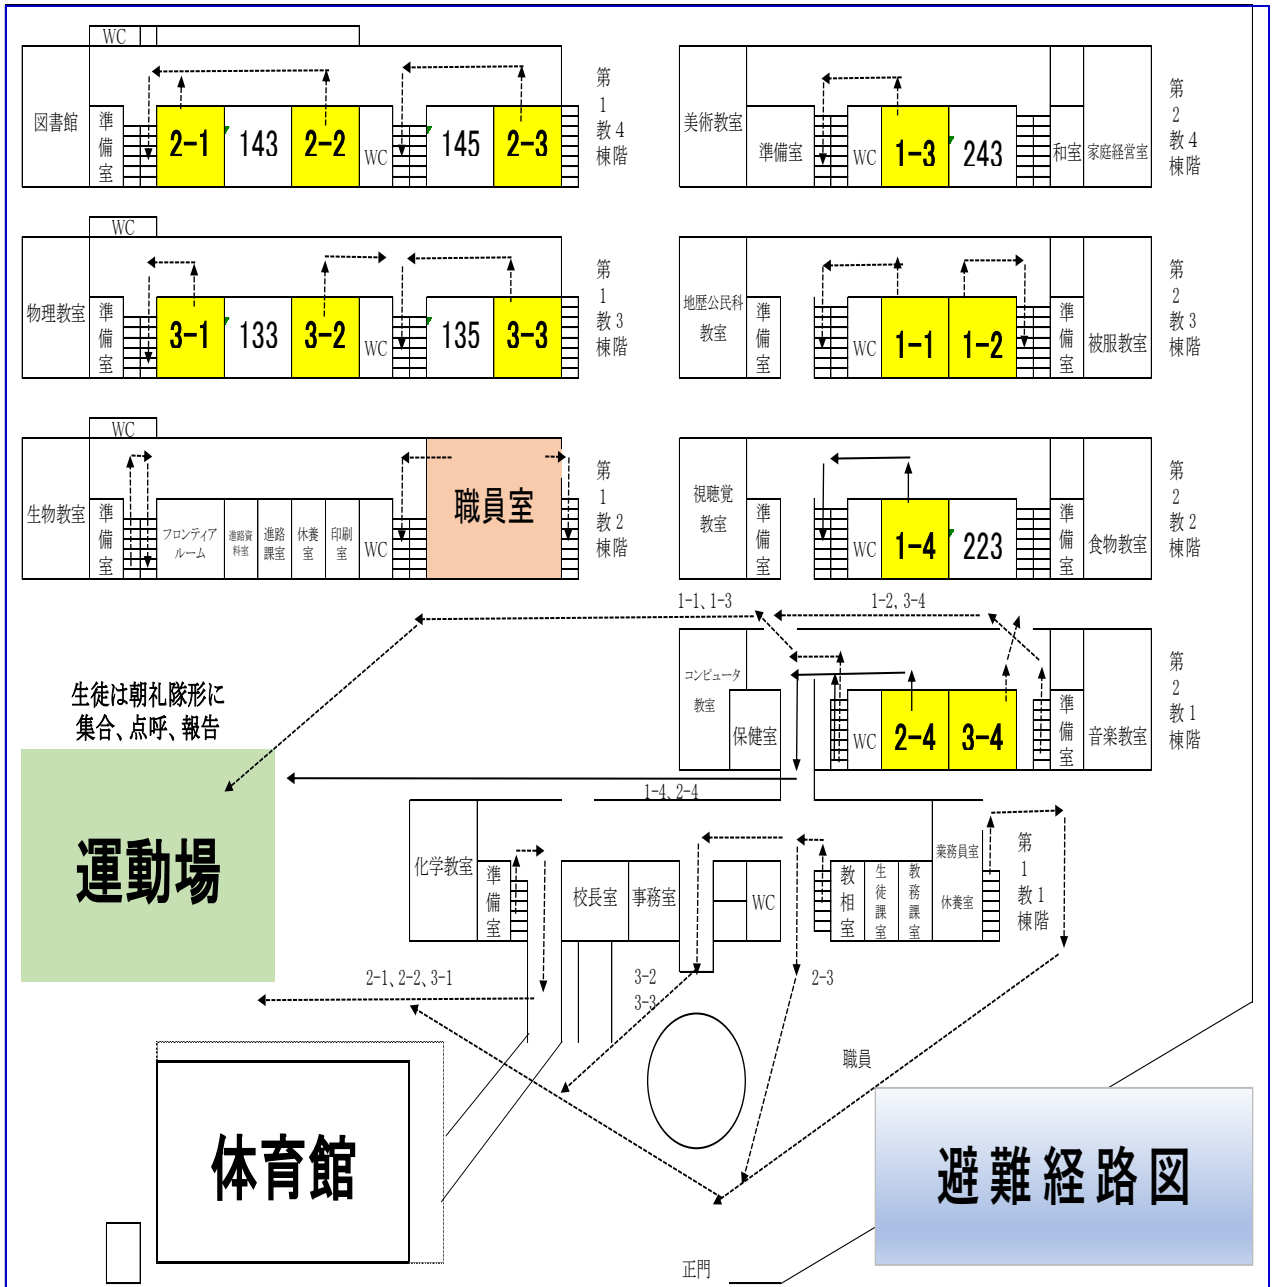 WC
図書館
準備室
2-1
143
2-2
WC
145
2-3
第1教棟
4階
美術教室
準備室
WC
1-3
243
和室
家庭経営室
第2教棟
4階
WC
物理教室
準備室
3-1
133
3-2
WC
135
3-3
第1教棟
3階
地歴公民科
教室
準備室
WC
1-1
1-2
準備室
被服教室
第2教棟
3階
WC
生物教室
準備室
フロンティア
ルーム
進路資
料室
進路
課室
休養
室
印刷
室
WC
職員室
第1教棟
2階
視聴覚
教室
準備室
WC
1-4
223
準備室
食物教室
第2教棟
2階
1-1、1-3
1-2、3-4
コンピュータ
教室
保健室
WC
2-4
3-4
準備室
音楽教室
第2教棟
1階
生徒は朝礼隊形に
集合、点呼、報告
運動場
1-4、2-4
化学教室
準備室
校長室
事務室
WC
教相室
生徒課室
教務課室
業務員室
休養室
第1教棟
1階
2-1、2-2、3-1
3-2
3-3
2-3
職員
体育館
避難経路図
正門